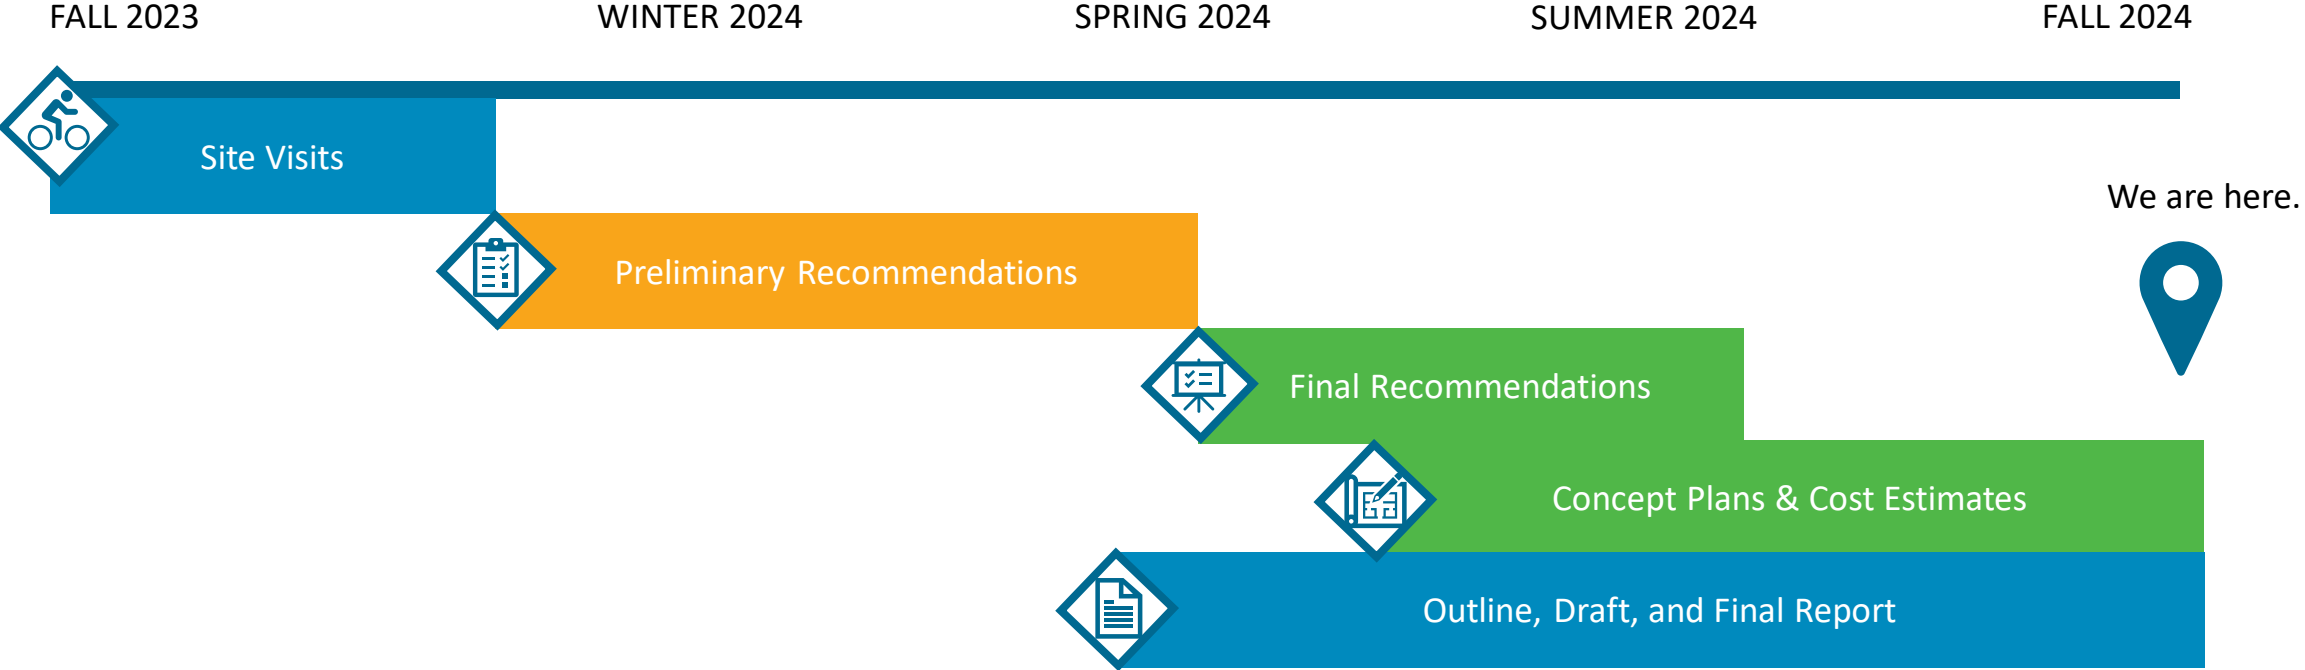 FALL 2023
WINTER 2024
SPRING 2024
SUMMER 2024
FALL 2024
Site Visits
We are here.
Preliminary Recommendations
Final Recommendations
Concept Plans & Cost Estimates
Outline, Draft, and Final Report